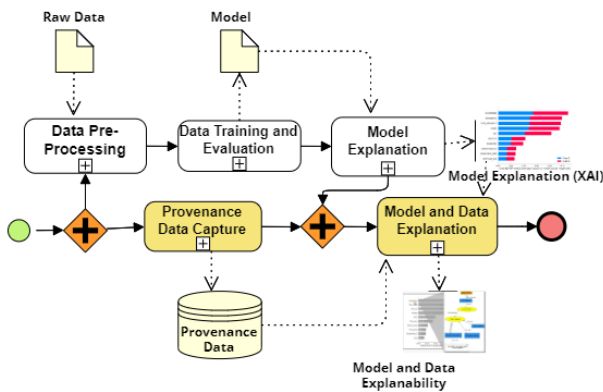 Raw Data
Model
Data Pre-
Processing
Data Training and
Evaluation
Model
Explanation
Model Explanation (XAI)
Provenance
Data Capture
Model and Data
Explanation
Provenance
Data
Model and Data
Explanability